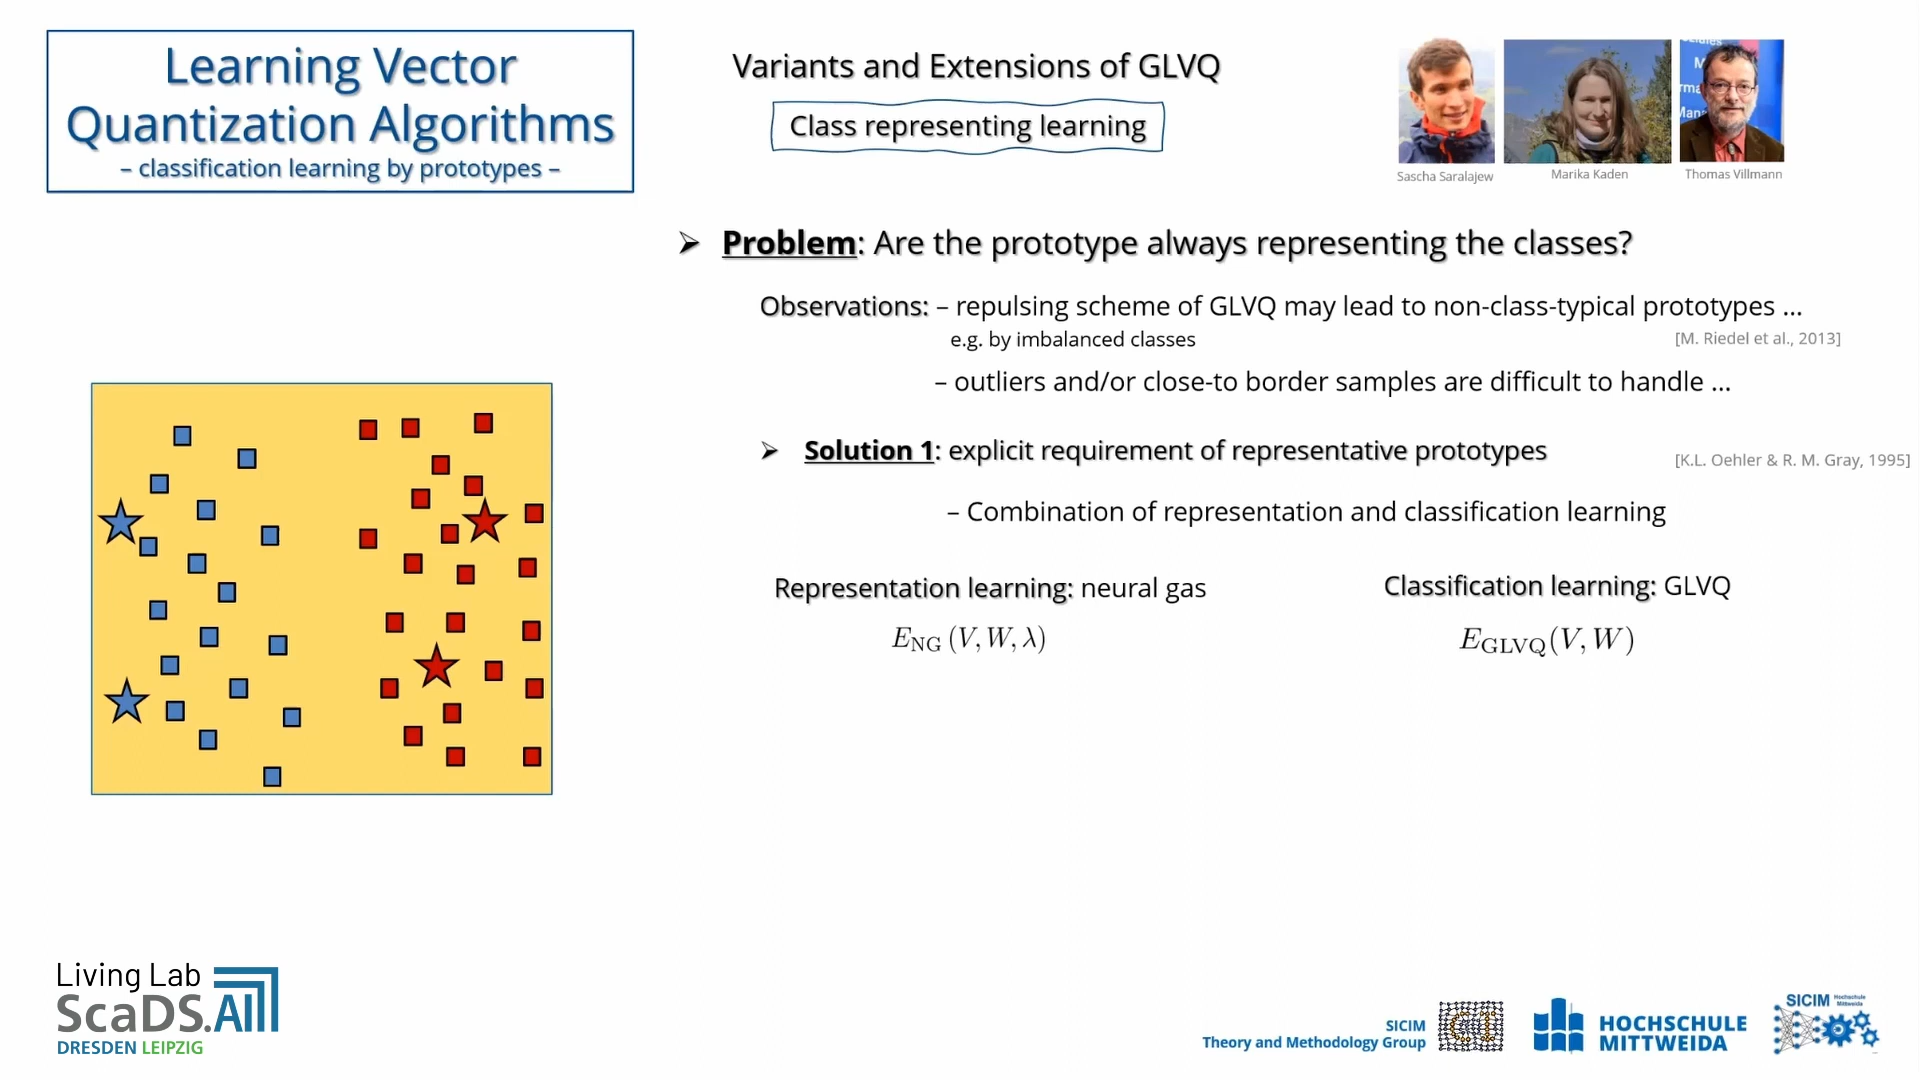 Learning Vector
Quantization Algorithms
– classification learning by prototypes –
Variants and Extensions of GLVQ
Class representing learning
Sascha Saralajew
Marika Kaden
Thomas Villmann
➢ Problem: Are the prototype always representing the classes?
Observations: – repulsing scheme of GLVQ may lead to non-class-typical prototypes ...
e.g. by imbalanced classes
[M. Riedel et al., 2013]
– outliers and/or close-to border samples are difficult to handle ...
➢ Solution 1: explicit requirement of representative prototypes
[K.L. Oehler & R. M. Gray, 1995]
– Combination of representation and classification learning
Representation learning: neural gas
Classification learning: GLVQ
E_NG (V, W, λ)
E_GLVQ(V, W)
Living Lab
ScaDS.AI
DRESDEN LEIPZIG
SICIM
Theory and Methodology Group
HOCHSCHULE
MITTWEIDA
SICIM Hochschule
Mittweida